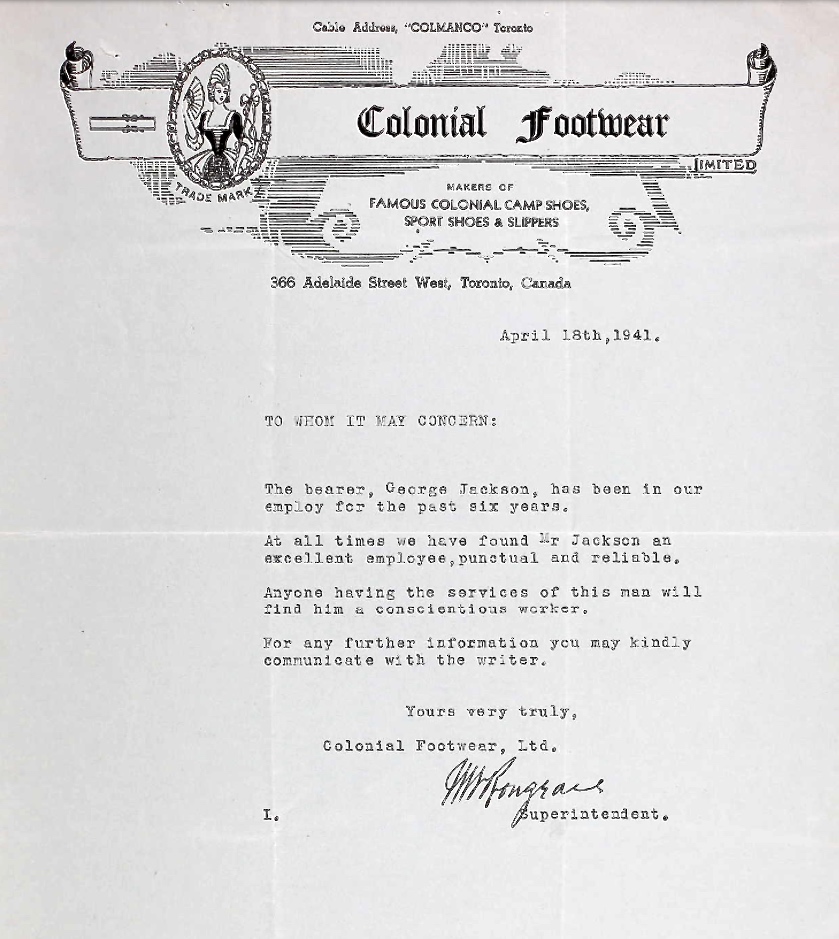 Cable Address, "COLMANCO" Toronto
Colonial Footwear
LIMITED
TRADE MARK
MAKERS OF
FAMOUS COLONIAL CAMP SHOES,
SPORT SHOES & SLIPPERS
366 Adelaide Street West, Toronto, Canada
April 18th,1941.
TO WHOM IT MAY CONCERN:
The bearer, George Jackson, has been in our
employ for the past six years.
At all times we have found Mr Jackson an
excellent employee,punctual and reliable.
Anyone having the services of this man will
find him a conscientious worker.
For any further information you may kindly
communicate with the writer.
Yours very truly,
Colonial Footwear, Ltd.
I.
Superintendent.